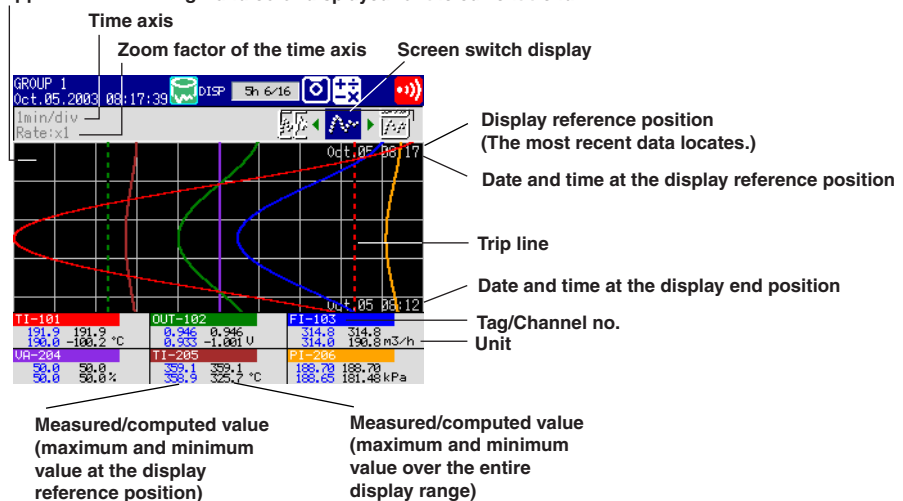 Time axis
Zoom factor of the time axis
Screen switch display
GROUP 1
Oct.05.2003 08:17:39
DISP
5h 6/16
1min/div
Rate:x1
Display reference position
(The most recent data locates.)
Oct.05 08:17
Date and time at the display reference position
Trip line
Date and time at the display end position
Oct.05 08:12
TI-101
OUT-102
FI-103
Tag/Channel no.
191.9 191.9
190.0 -100.2 °C
0.946 0.946
0.933 -1.001 V
314.8 314.8
314.0 190.8 m3/h
Unit
VA-204
TI-205
PI-206
50.0 50.0
50.0 50.0 %
359.1 359.1
358.9 325.7 °C
188.70 188.70
188.65 181.48 kPa
Measured/computed value
(maximum and minimum
value at the display
reference position)
Measured/computed value
(maximum and minimum
value over the entire
display range)